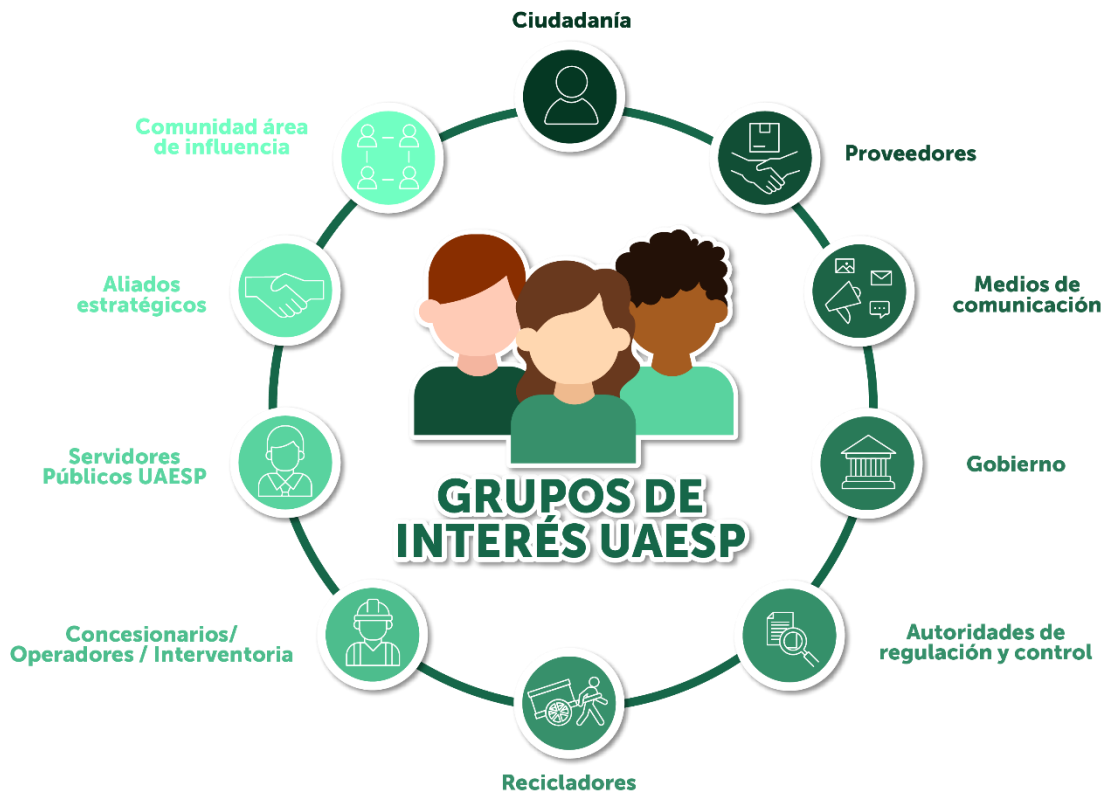 Ciudadanía
Proveedores
Medios de
comunicación
Gobierno
Autoridades de
regulación y control
Recicladores
Concesionarios/
Operadores / Interventoria
Servidores
Públicos UAESP
Aliados
estratégicos
Comunidad área
de influencia
GRUPOS DE
INTERÉS UAESP